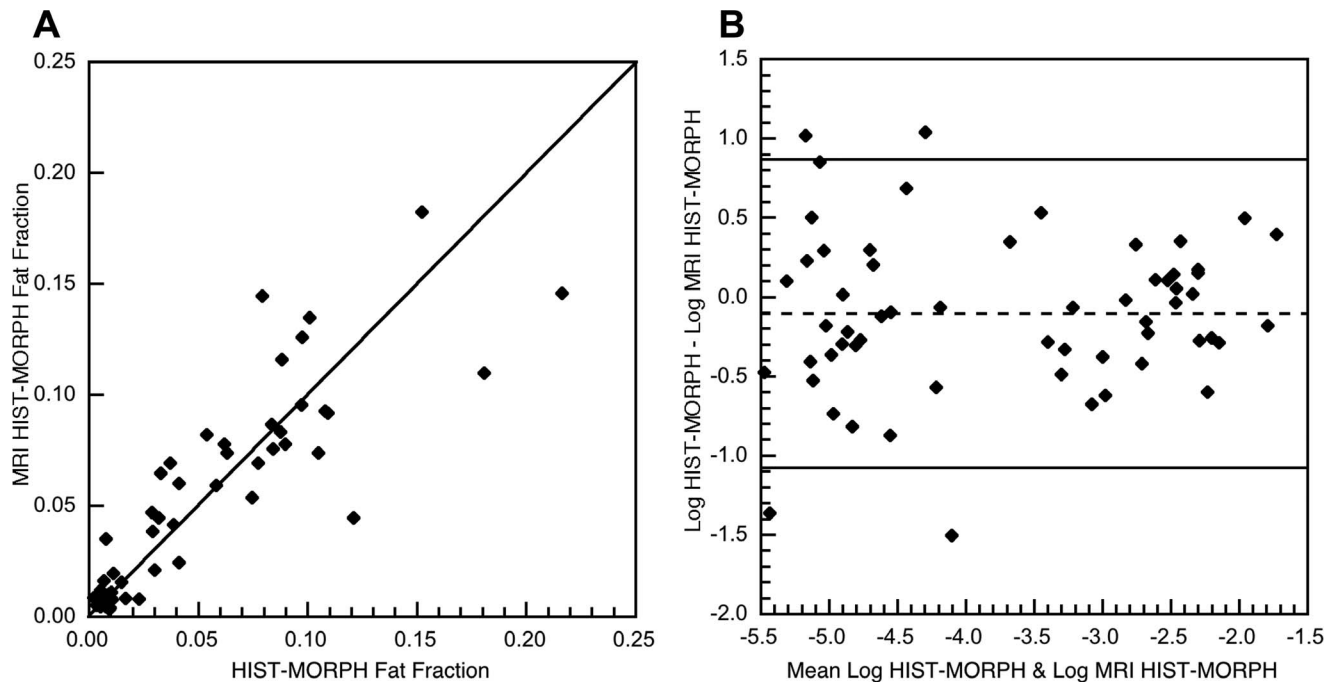 A
B
MRI HIST-MORPH Fat Fraction
0.25
0.20
0.15
0.10
0.05
0.00
0.00 0.05 0.10 0.15 0.20 0.25
HIST-MORPH Fat Fraction
Log HIST-MORPH - Log MRI HIST-MORPH
1.5
1.0
0.5
0.0
-0.5
-1.0
-1.5
-2.0
-5.5 -5.0 -4.5 -4.0 -3.5 -3.0 -2.5 -2.0 -1.5
Mean Log HIST-MORPH & Log MRI HIST-MORPH